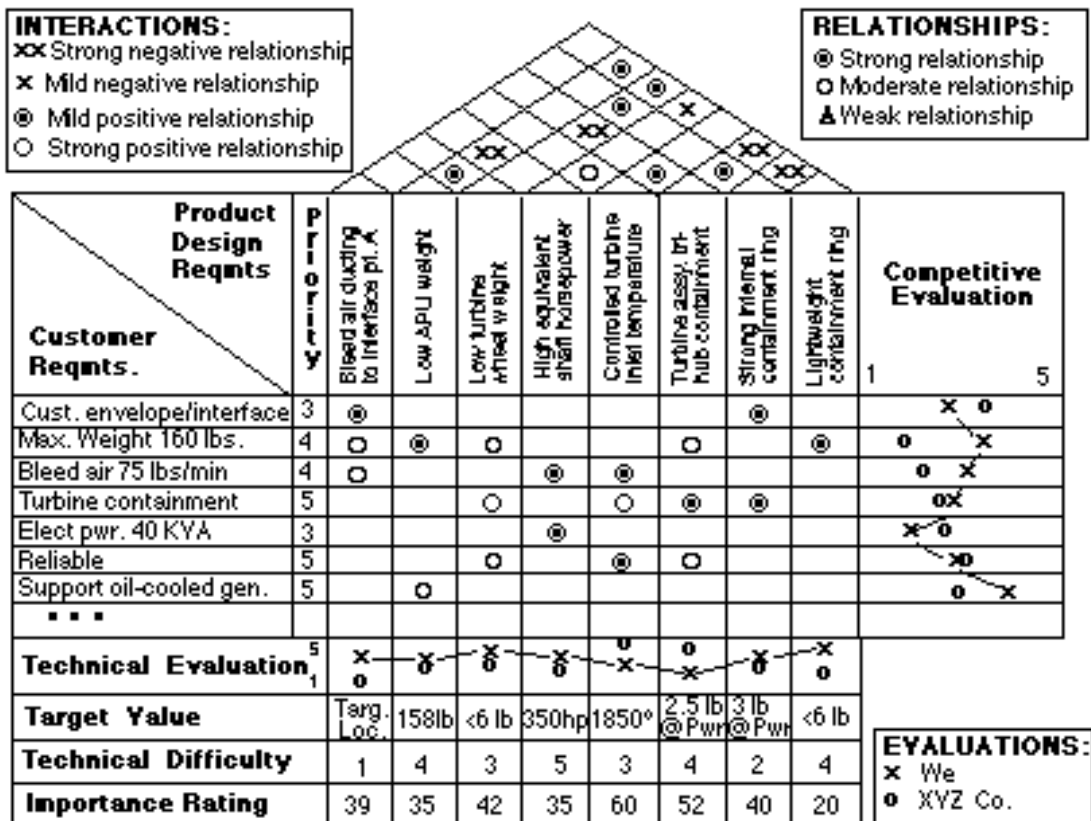 INTERACTIONS:
XX Strong negative relationship
X Mild negative relationship
◉ Mild positive relationship
○ Strong positive relationship
RELATIONSHIPS:
◉ Strong relationship
○ Moderate relationship
▲ Weak relationship
Product
Design
Reqmts
Customer
Reqmts.
Priority
Bleed air ducting
to interface pt. A
Low APU weight
Low turbine
wheel weight
High equivalent
shaft horsepower
Controlled turbine
inlet temperature
Turbine assy. tri-
hub containment
Strong internal
containment ring
Lightweight
containment ring
Competitive
Evaluation
1 5
Cust. envelope/interface 3
Max. Weight 160 lbs. 4
Bleed air 75 lbs/min 4
Turbine containment 5
Elect pwr. 40 KVA 3
Reliable 5
Support oil-cooled gen. 5
▪ ▪ ▪
Technical Evaluation 5 1
Target Value Targ. Loc. 158lb <6 lb 350hp 1850° 2.5 lb @ Pwr 3 lb @ Pwr <6 lb
Technical Difficulty 1 4 3 5 3 4 2 4
Importance Rating 39 35 42 35 60 52 40 20
EVALUATIONS:
X We
o XYZ Co.